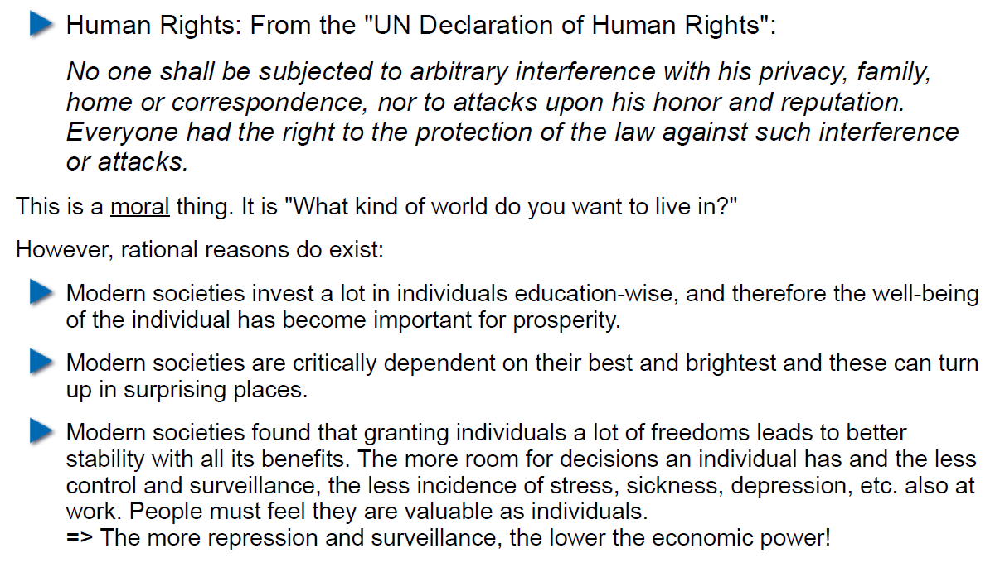 Human Rights: From the "UN Declaration of Human Rights":
No one shall be subjected to arbitrary interference with his privacy, family,
home or correspondence, nor to attacks upon his honor and reputation.
Everyone had the right to the protection of the law against such interference
or attacks.
This is a moral thing. It is "What kind of world do you want to live in?"
However, rational reasons do exist:
Modern societies invest a lot in individuals education-wise, and therefore the well-being
of the individual has become important for prosperity.
Modern societies are critically dependent on their best and brightest and these can turn
up in surprising places.
Modern societies found that granting individuals a lot of freedoms leads to better
stability with all its benefits. The more room for decisions an individual has and the less
control and surveillance, the less incidence of stress, sickness, depression, etc. also at
work. People must feel they are valuable as individuals.
=> The more repression and surveillance, the lower the economic power!